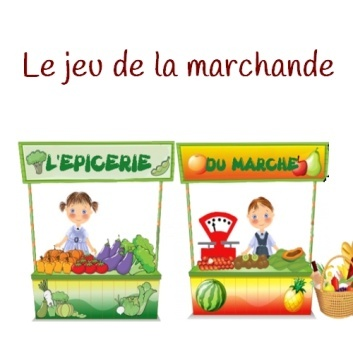 Le jeu de la marchande
L'EPICERIE
DU MARCHE